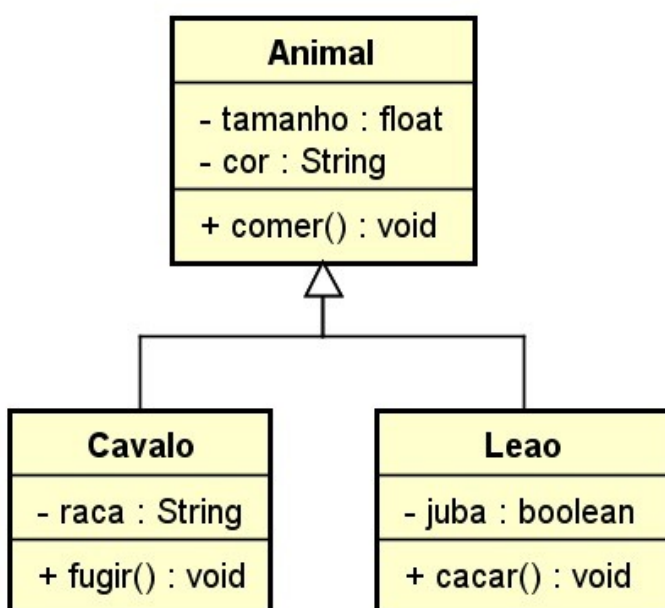 Animal
- tamanho : float
- cor : String
+ comer() : void
Cavalo
- raca : String
+ fugir() : void
Leao
- juba : boolean
+ cacar() : void